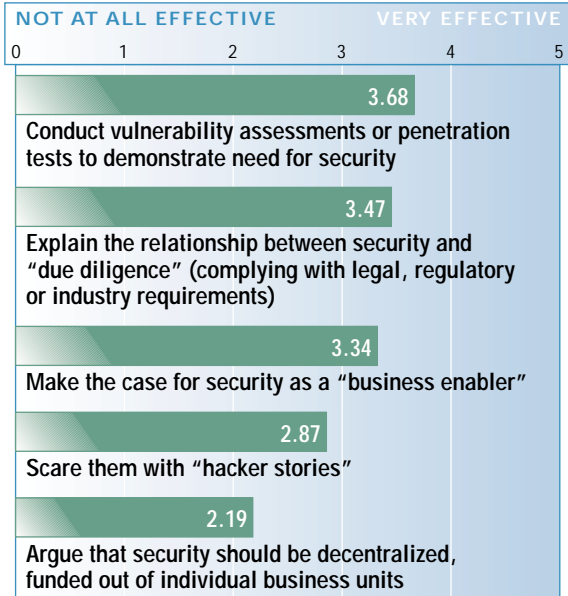 NOT AT ALL EFFECTIVE VERY EFFECTIVE
0 1 2 3 4 5
3.68
Conduct vulnerability assessments or penetration
tests to demonstrate need for security
3.47
Explain the relationship between security and
“due diligence” (complying with legal, regulatory
or industry requirements)
3.34
Make the case for security as a “business enabler”
2.87
Scare them with “hacker stories”
2.19
Argue that security should be decentralized,
funded out of individual business units